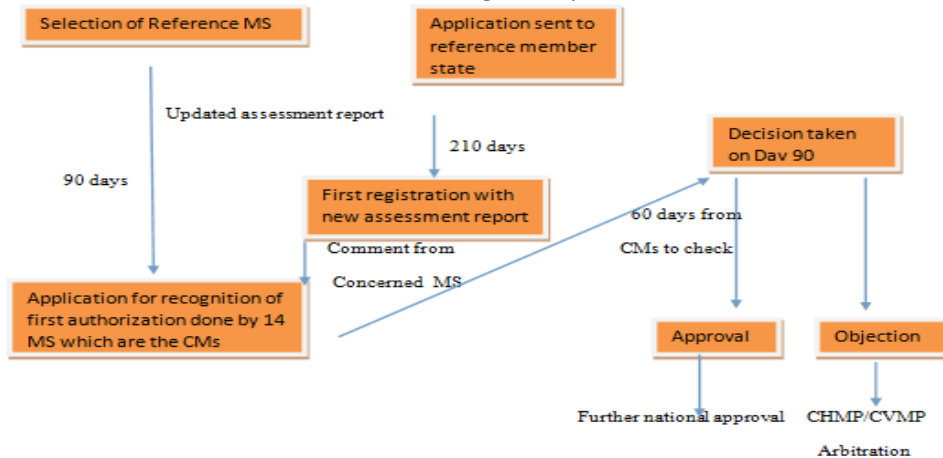 Selection of Reference MS
Application sent to
reference member
state
Updated assessment report
210 days
90 days
Decision taken
on Dav 90
First registration with
new assessment report
60 days from
CMs to check
Comment from
Concerned MS
Application for recognition of
first authorization done by 14
MS which are the CMs
Approval
Objection
Further national approval
CHMP/CVMP
Arbitration